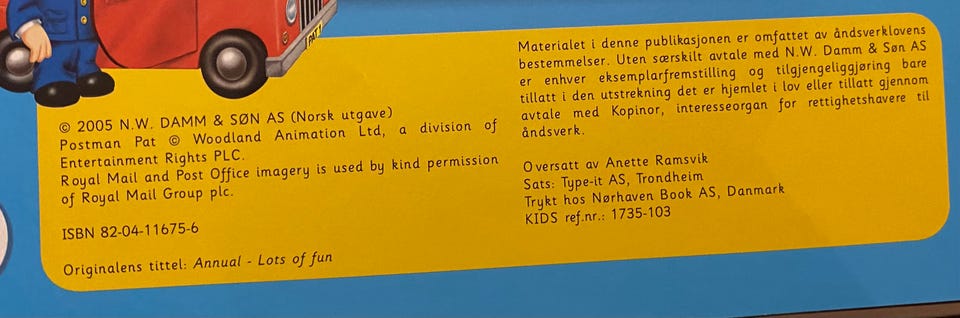 PAT 1
© 2005 N.W. DAMM & SØN AS (Norsk utgave)
Postman Pat © Woodland Animation Ltd, a division of
Entertainment Rights PLC.
Royal Mail and Post Office imagery is used by kind permission
of Royal Mail Group plc.
ISBN 82-04-11675-6
Originalens tittel: Annual - Lots of fun
Materialet i denne publikasjonen er omfattet av åndsverklovens
bestemmelser. Uten særskilt avtale med N.W. Damm & Søn AS
er enhver eksemplarfremstilling og tilgjengeliggjøring bare
tillatt i den utstrekning det er hjemlet i lov eller tillatt gjennom
avtale med Kopinor, interesseorgan for rettighetshavere til
åndsverk.
Oversatt av Anette Ramsvik
Sats: Type-it AS, Trondheim
Trykt hos Nørhaven Book AS, Danmark
KIDS ref.nr.: 1735-103